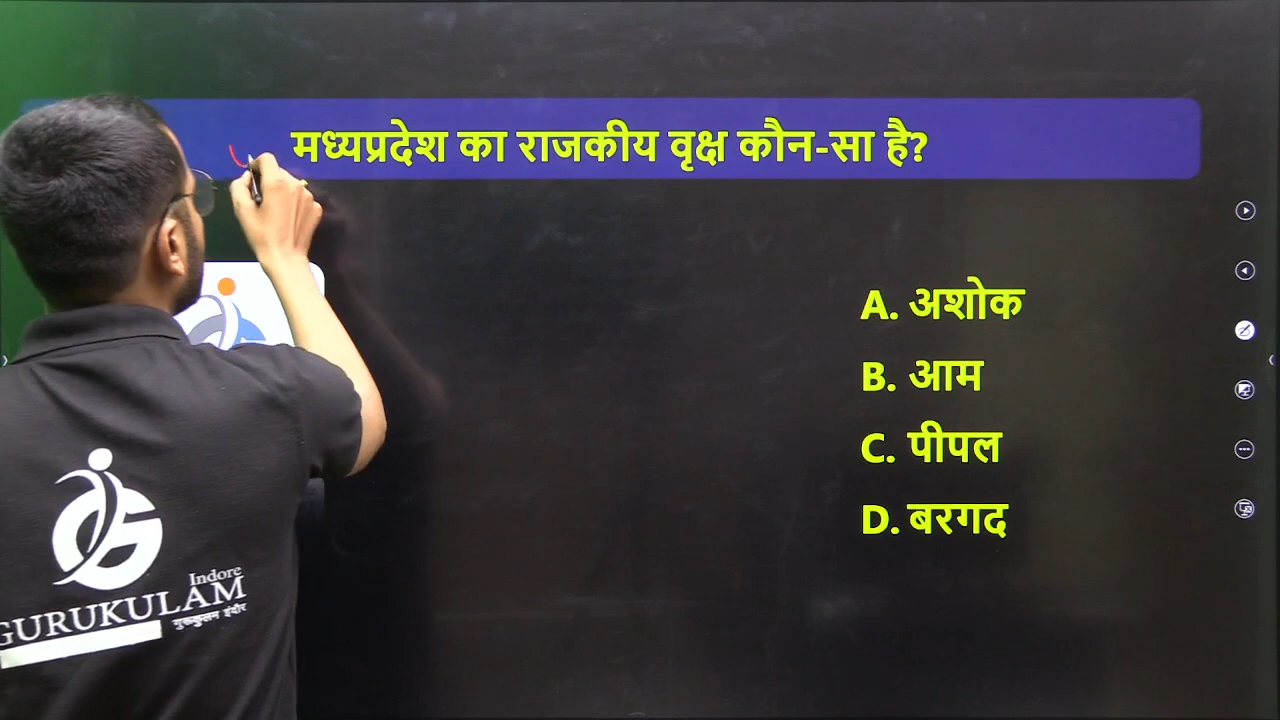 मध्यप्रदेश का राजकीय वृक्ष कौन-सा है?
A. अशोक
B. आम
C. पीपल
D. बरगद
Indore
GURUKULAM
गुरुकुलम इंदौर